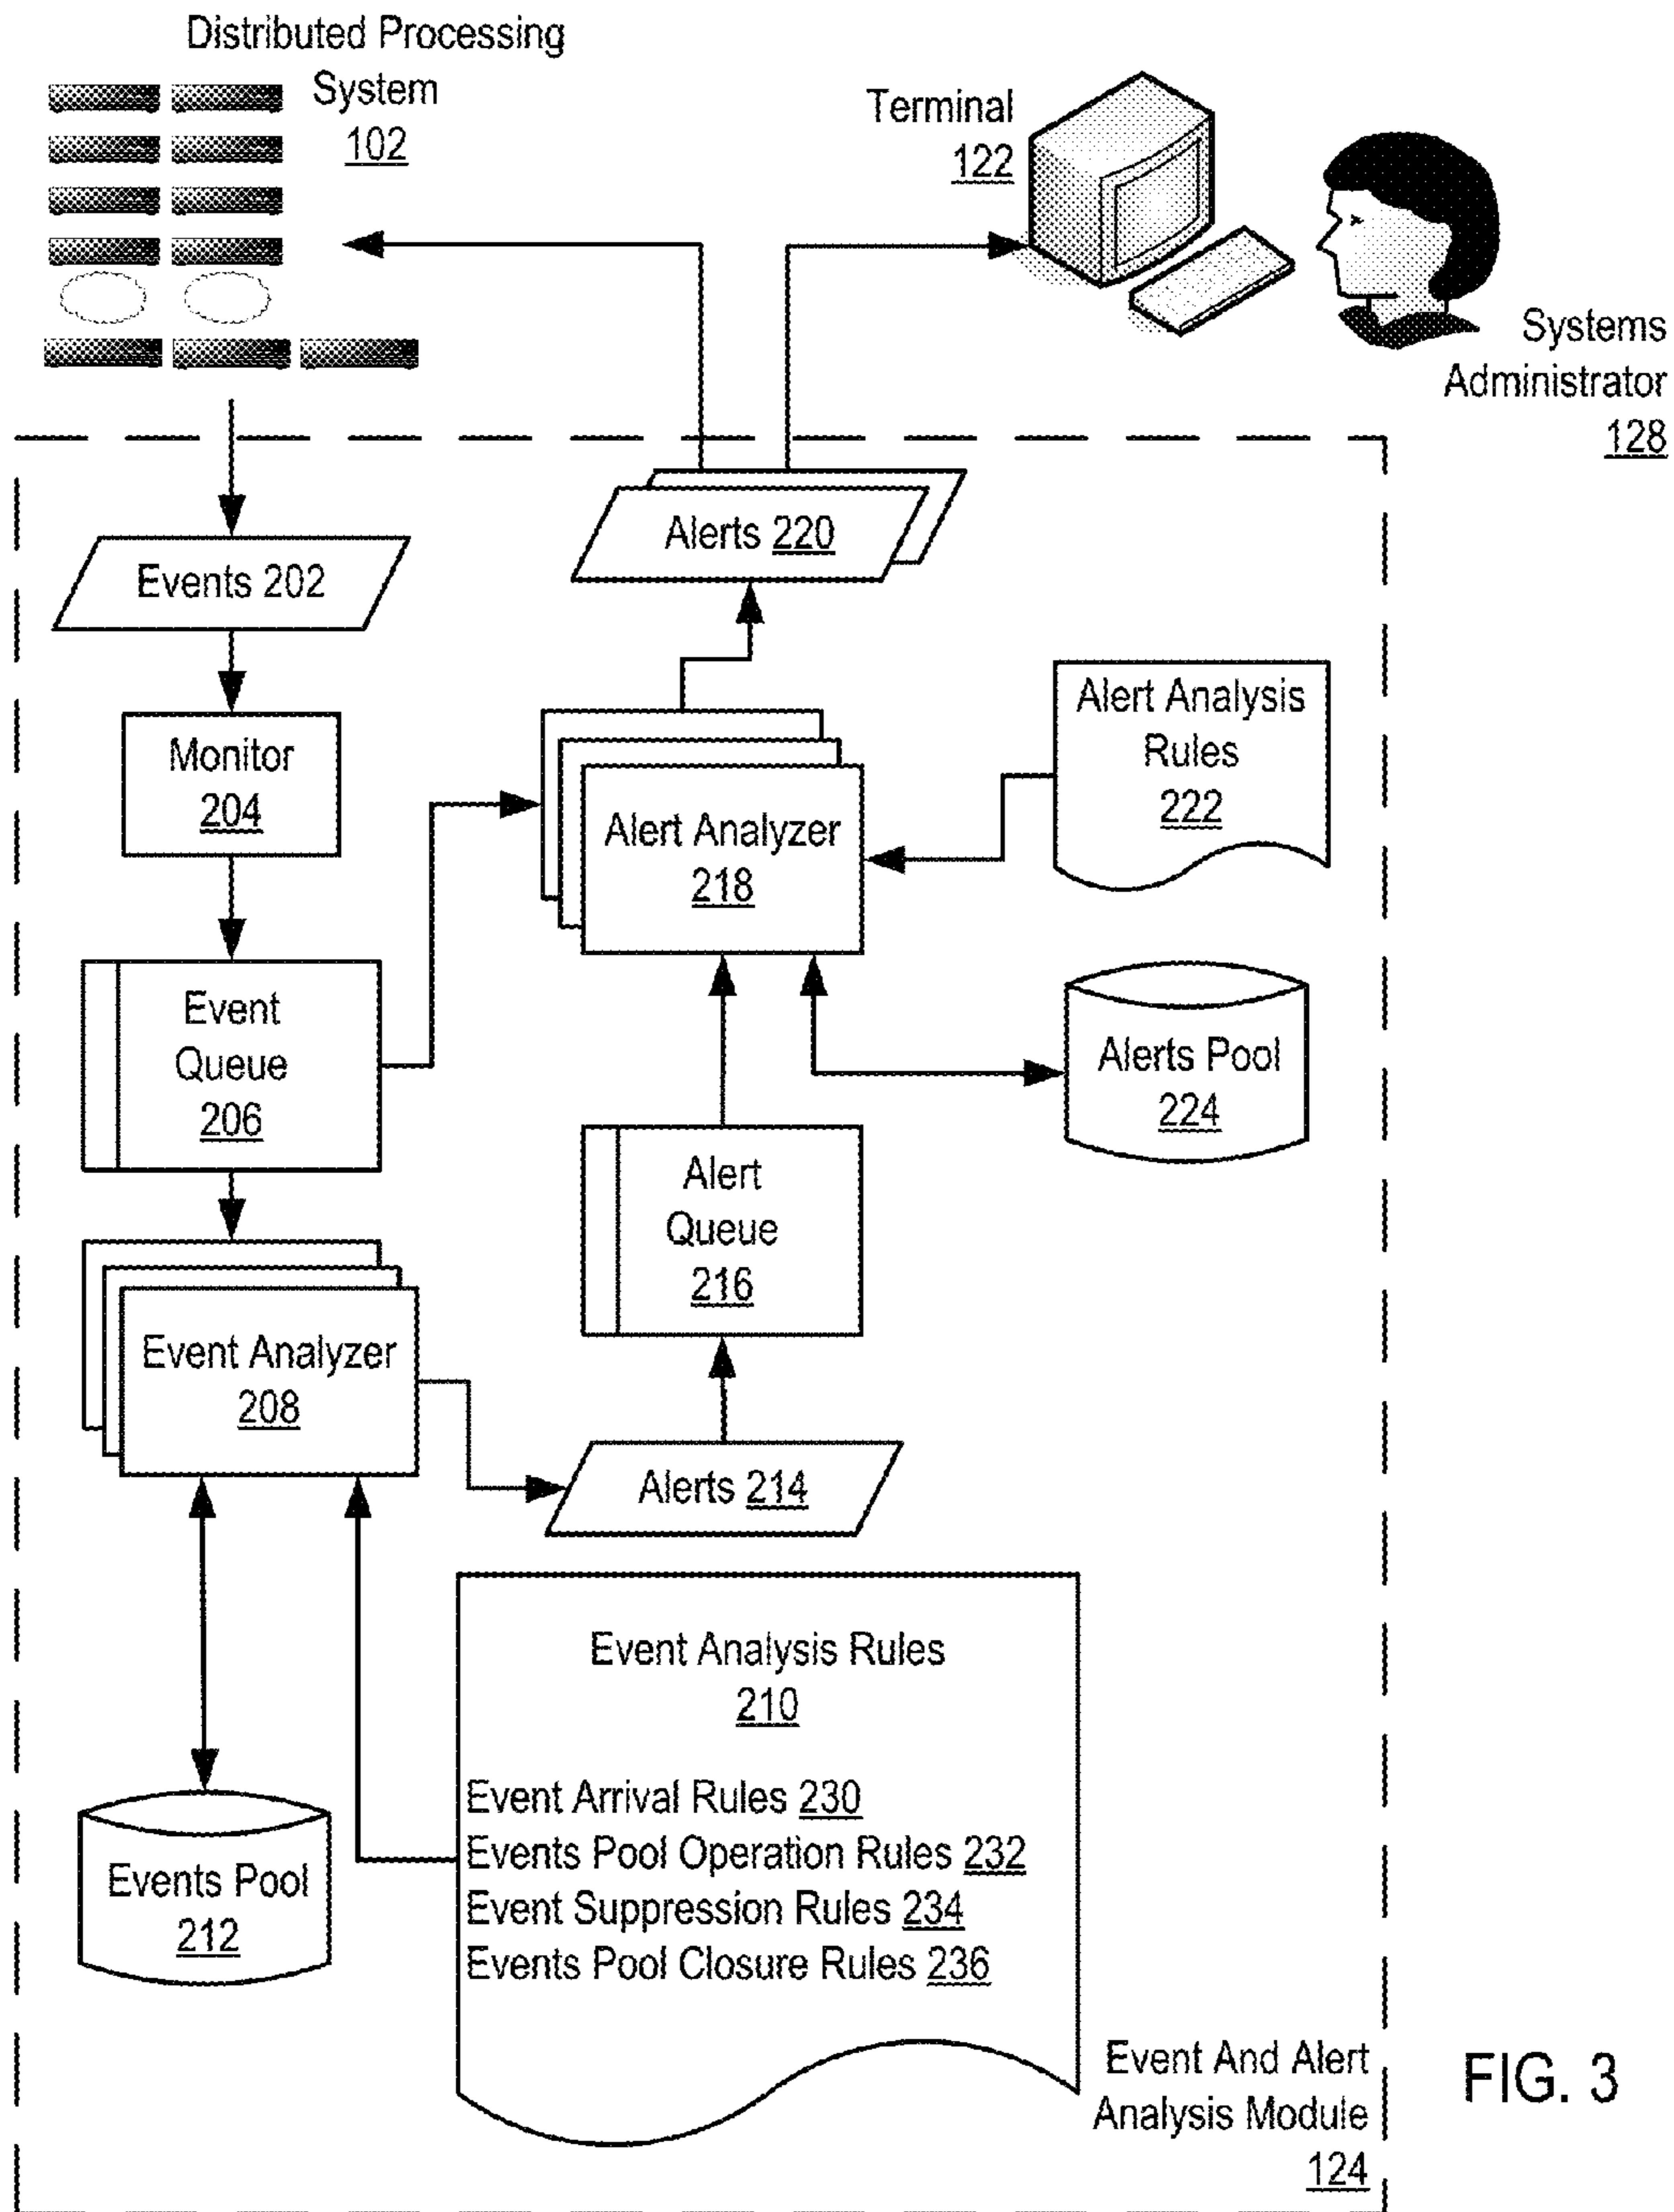 Distributed Processing
System
102
Terminal
122
Systems
Administrator
128
Events 202
Alerts 220
Monitor
204
Alert Analysis
Rules
222
Alert Analyzer
218
Event
Queue
206
Alerts Pool
224
Alert
Queue
216
Event Analyzer
208
Alerts 214
Event Analysis Rules
210
Event Arrival Rules 230
Events Pool Operation Rules 232
Event Suppression Rules 234
Events Pool Closure Rules 236
Events Pool
212
Event And Alert
Analysis Module
124
FIG. 3